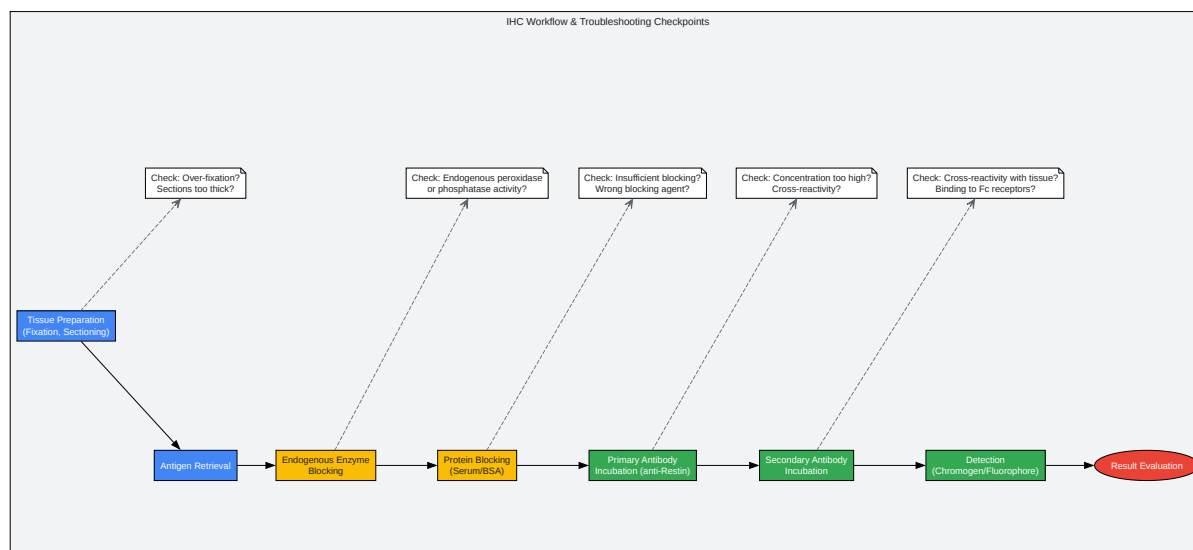 IHC Workflow & Troubleshooting Checkpoints
Check: Over-fixation?
Sections too thick?
Check: Endogenous peroxidase
or phosphatase activity?
Check: Insufficient blocking?
Wrong blocking agent?
Check: Concentration too high?
Cross-reactivity?
Check: Cross-reactivity with tissue?
Binding to Fc receptors?
Tissue Preparation
(Fixation, Sectioning)
Antigen Retrieval
Endogenous Enzyme
Blocking
Protein Blocking
(Serum/BSA)
Primary Antibody
Incubation (anti-Restin)
Secondary Antibody
Incubation
Detection
(Chromogen/Fluorophore)
Result Evaluation